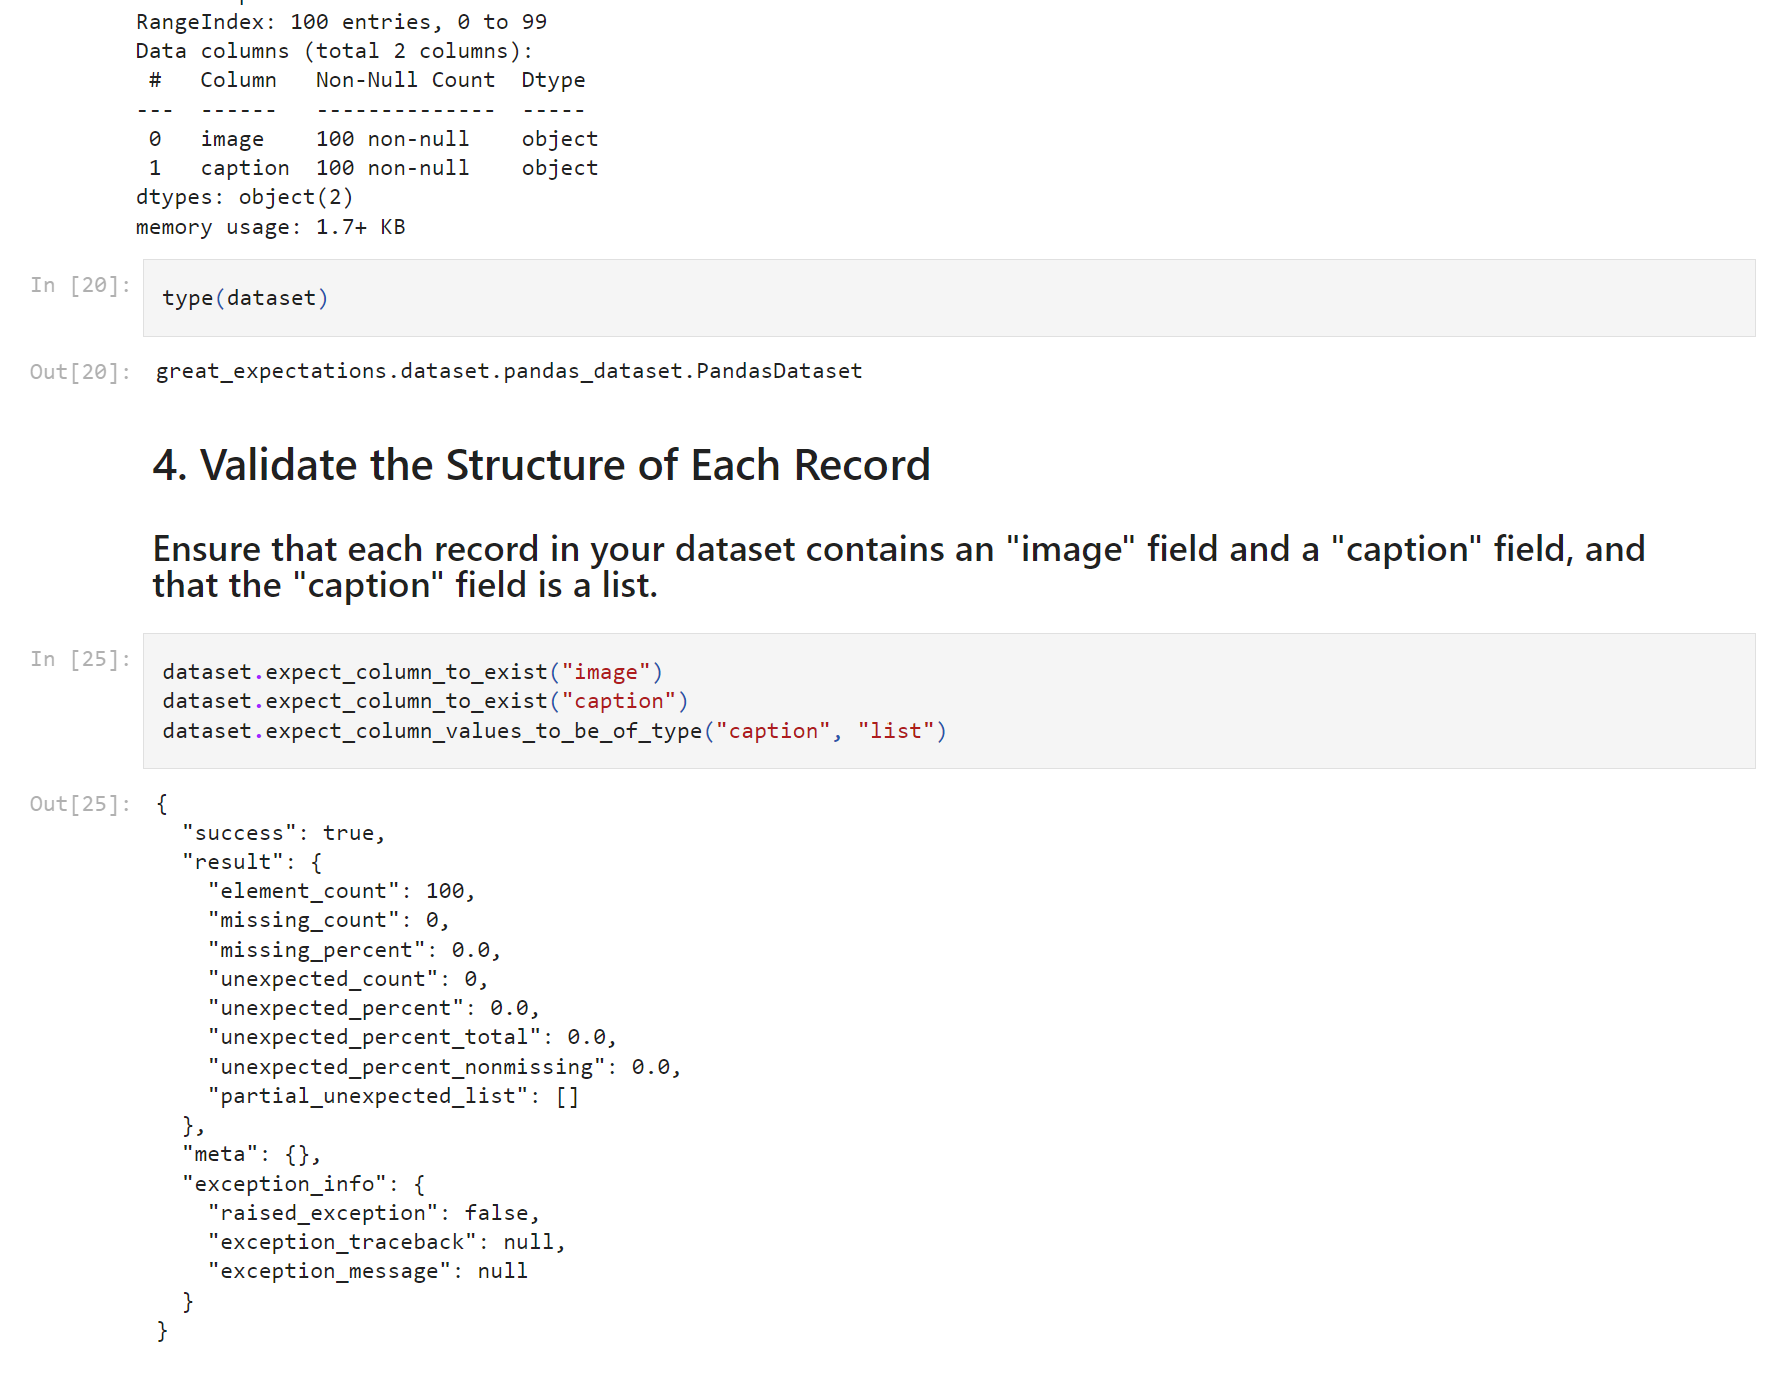 RangeIndex: 100 entries, 0 to 99
Data columns (total 2 columns):
 #   Column   Non-Null Count  Dtype
---  ------   --------------  -----
 0   image    100 non-null    object
 1   caption  100 non-null    object
dtypes: object(2)
memory usage: 1.7+ KB
In [20]: type(dataset)
Out[20]: great_expectations.dataset.pandas_dataset.PandasDataset
4. Validate the Structure of Each Record
Ensure that each record in your dataset contains an "image" field and a "caption" field, and
that the "caption" field is a list.
In [25]: dataset.expect_column_to_exist("image")
dataset.expect_column_to_exist("caption")
dataset.expect_column_values_to_be_of_type("caption", "list")
Out[25]: {
  "success": true,
  "result": {
    "element_count": 100,
    "missing_count": 0,
    "missing_percent": 0.0,
    "unexpected_count": 0,
    "unexpected_percent": 0.0,
    "unexpected_percent_total": 0.0,
    "unexpected_percent_nonmissing": 0.0,
    "partial_unexpected_list": []
  },
  "meta": {},
  "exception_info": {
    "raised_exception": false,
    "exception_traceback": null,
    "exception_message": null
  }
}